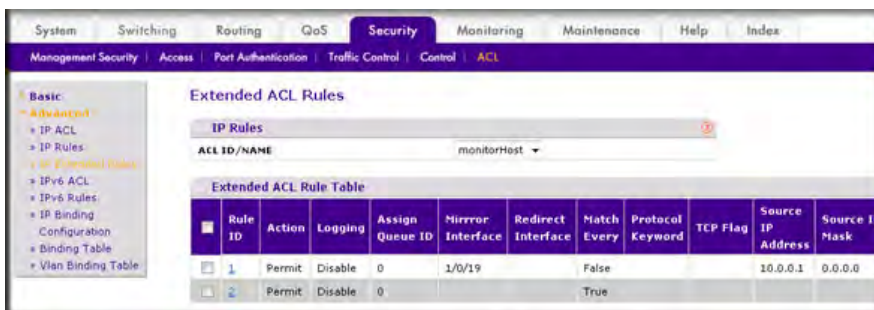 System Switching Routing QoS Security Monitoring Maintenance Help Index
Management Security Access Port Authentication Traffic Control Control ACL
Basic
Advanced
IP ACL
IP Rules
IP Extended Rules
IPv6 ACL
IPv6 Rules
IP Binding
Configuration
Binding Table
Vlan Binding Table
Extended ACL Rules
IP Rules
ACL ID/NAME monitorHost
Extended ACL Rule Table
Rule ID Action Logging Assign Queue ID Mirrror Interface Redirect Interface Match Every Protocol Keyword TCP Flag Source IP Address Source I Mask
1 Permit Disable 0 1/0/19 False 10.0.0.1 0.0.0.0
2 Permit Disable 0 True